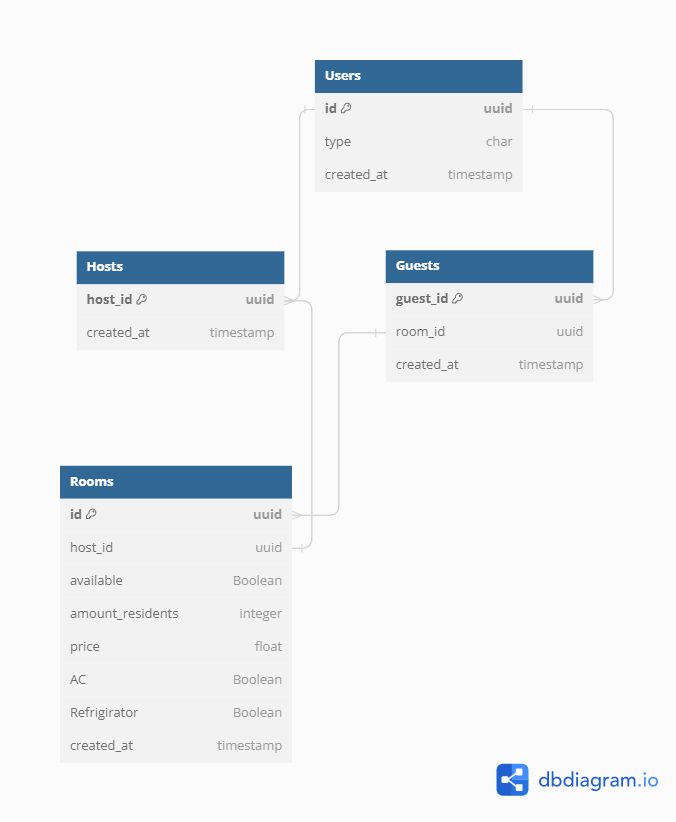 Users
id uuid
type char
created_at timestamp
Hosts
host_id uuid
created_at timestamp
Guests
guest_id uuid
room_id uuid
created_at timestamp
Rooms
id uuid
host_id uuid
available Boolean
amount_residents integer
price float
AC Boolean
Refrigirator Boolean
created_at timestamp
dbdiagram.io